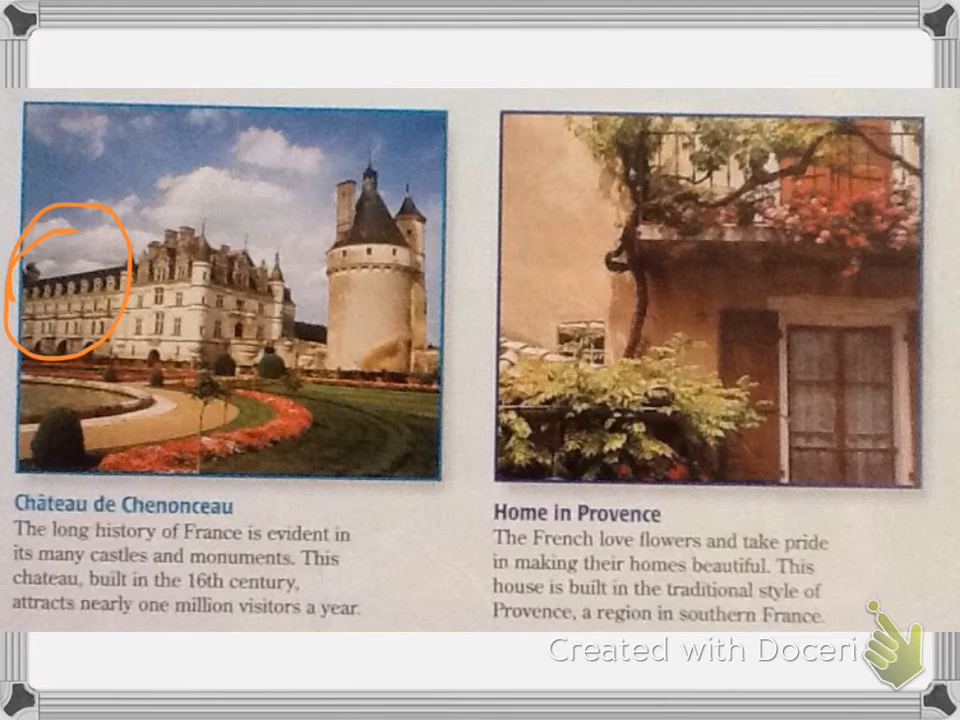 Château de Chenonceau
The long history of France is evident in
its many castles and monuments. This
chateau, built in the 16th century,
attracts nearly one million visitors a year.
Home in Provence
The French love flowers and take pride
in making their homes beautiful. This
house is built in the traditional style of
Provence, a region in southern France.
Created with Doceri